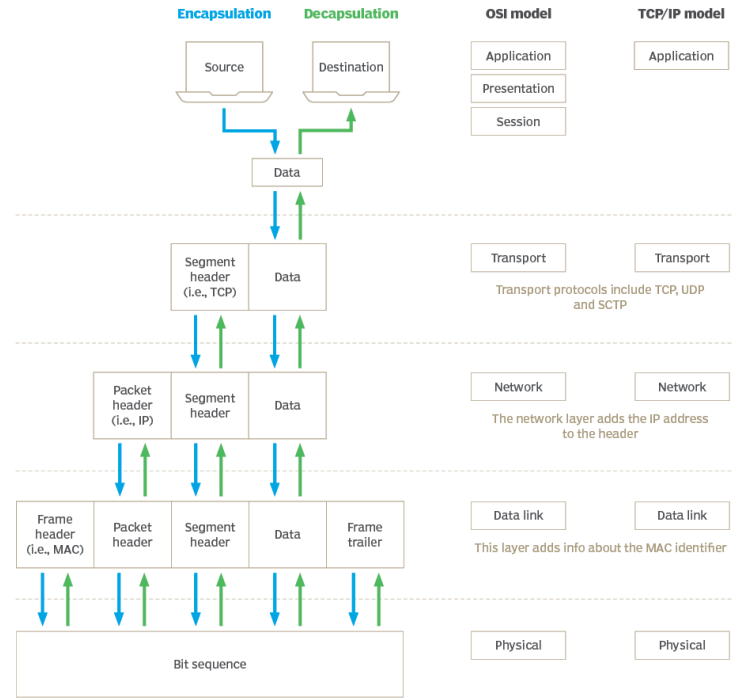 Encapsulation
Decapsulation
OSI model
TCP/IP model
Source
Destination
Application
Application
Presentation
Session
Data
Segment
header
(i.e., TCP)
Data
Transport
Transport
Transport protocols include TCP, UDP
and SCTP
Packet
header
(i.e., IP)
Segment
header
Data
Network
Network
The network layer adds the IP address
to the header
Frame
header
(i.e., MAC)
Packet
header
Segment
header
Data
Frame
trailer
Data link
Data link
This layer adds info about the MAC identifier
Bit sequence
Physical
Physical